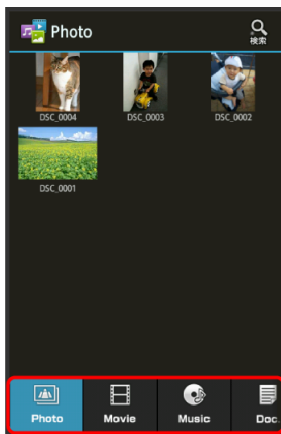 Photo
検索
DSC_0004
DSC_0003
DSC_0002
DSC_0001
Photo
Movie
Music
Doc.